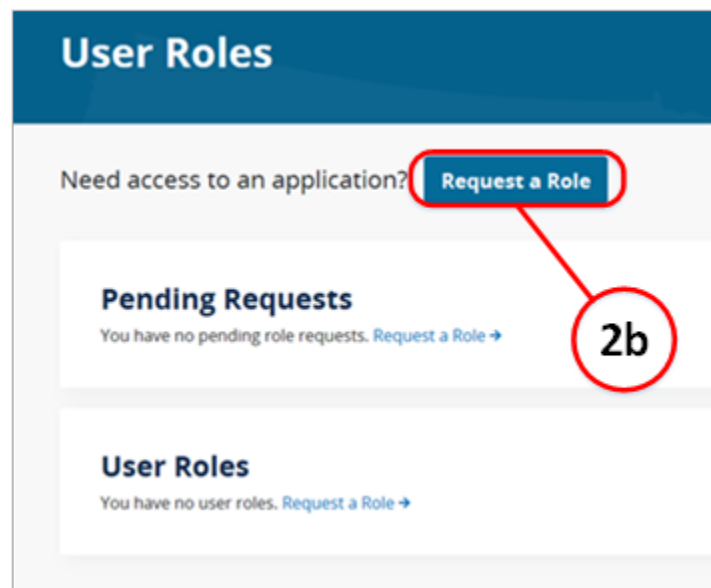 User Roles
Need access to an application? Request a Role
Pending Requests
You have no pending role requests. Request a Role →
2b
User Roles
You have no user roles. Request a Role →